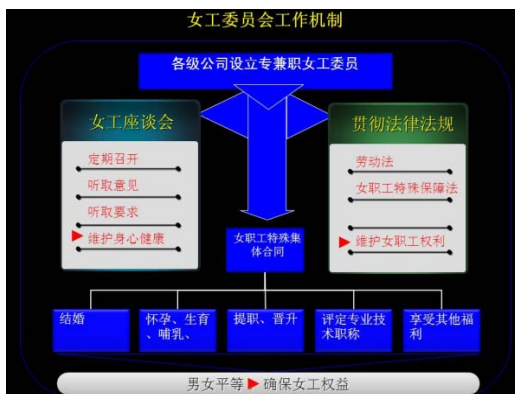 女工委员会工作机制
各级公司设立专兼职女工委员
女工座谈会
定期召开
听取意见
听取要求
维护身心健康
贯彻法律法规
劳动法
女职工特殊保障法
维护女职工权利
女职工特殊集
体合同
结婚
怀孕、生育
、哺乳、
提职、晋升
评定专业技
术职称
享受其他福
利
男女平等 ▶ 确保女工权益